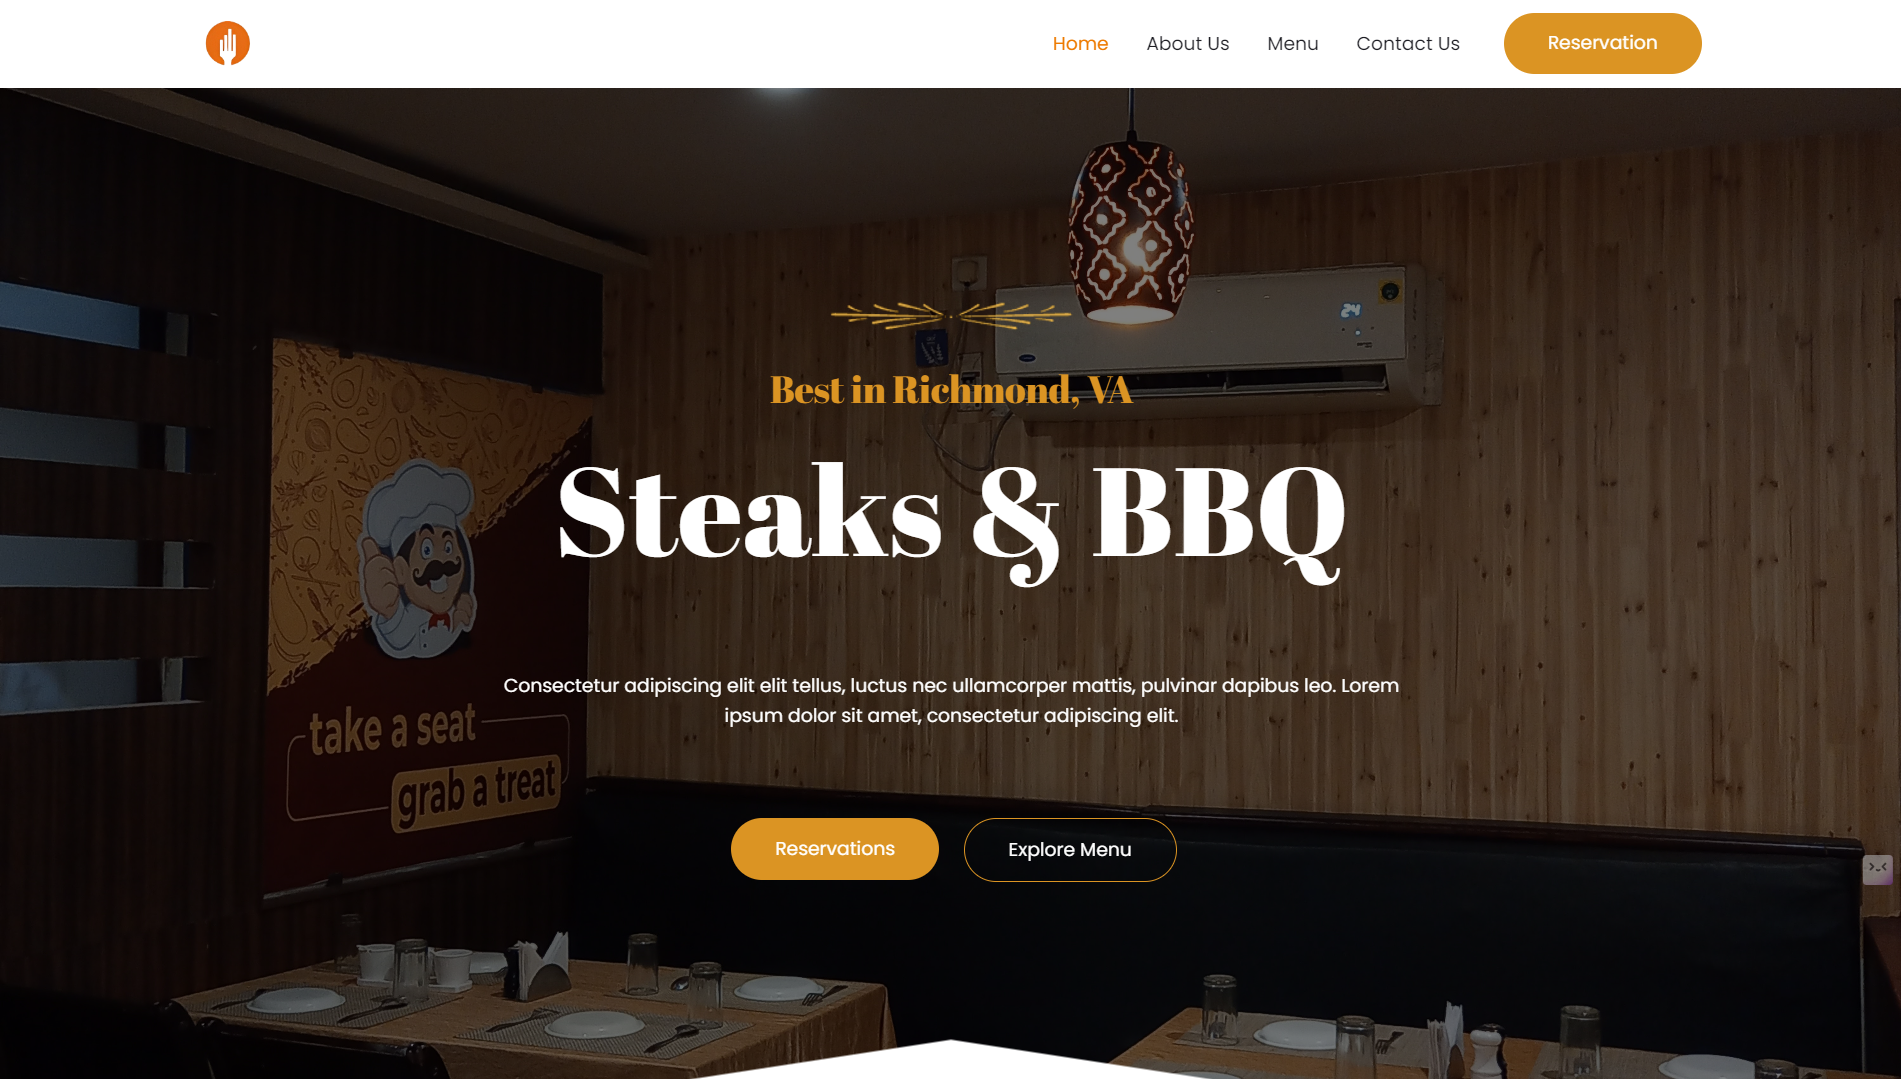 Home
About Us
Menu
Contact Us
Reservation
24
Best in Richmond, VA
Steaks & BBQ
Consectetur adipiscing elit elit tellus, luctus nec ullamcorper mattis, pulvinar dapibus leo. Lorem
ipsum dolor sit amet, consectetur adipiscing elit.
take a seat
grab a treat
Reservations
Explore Menu